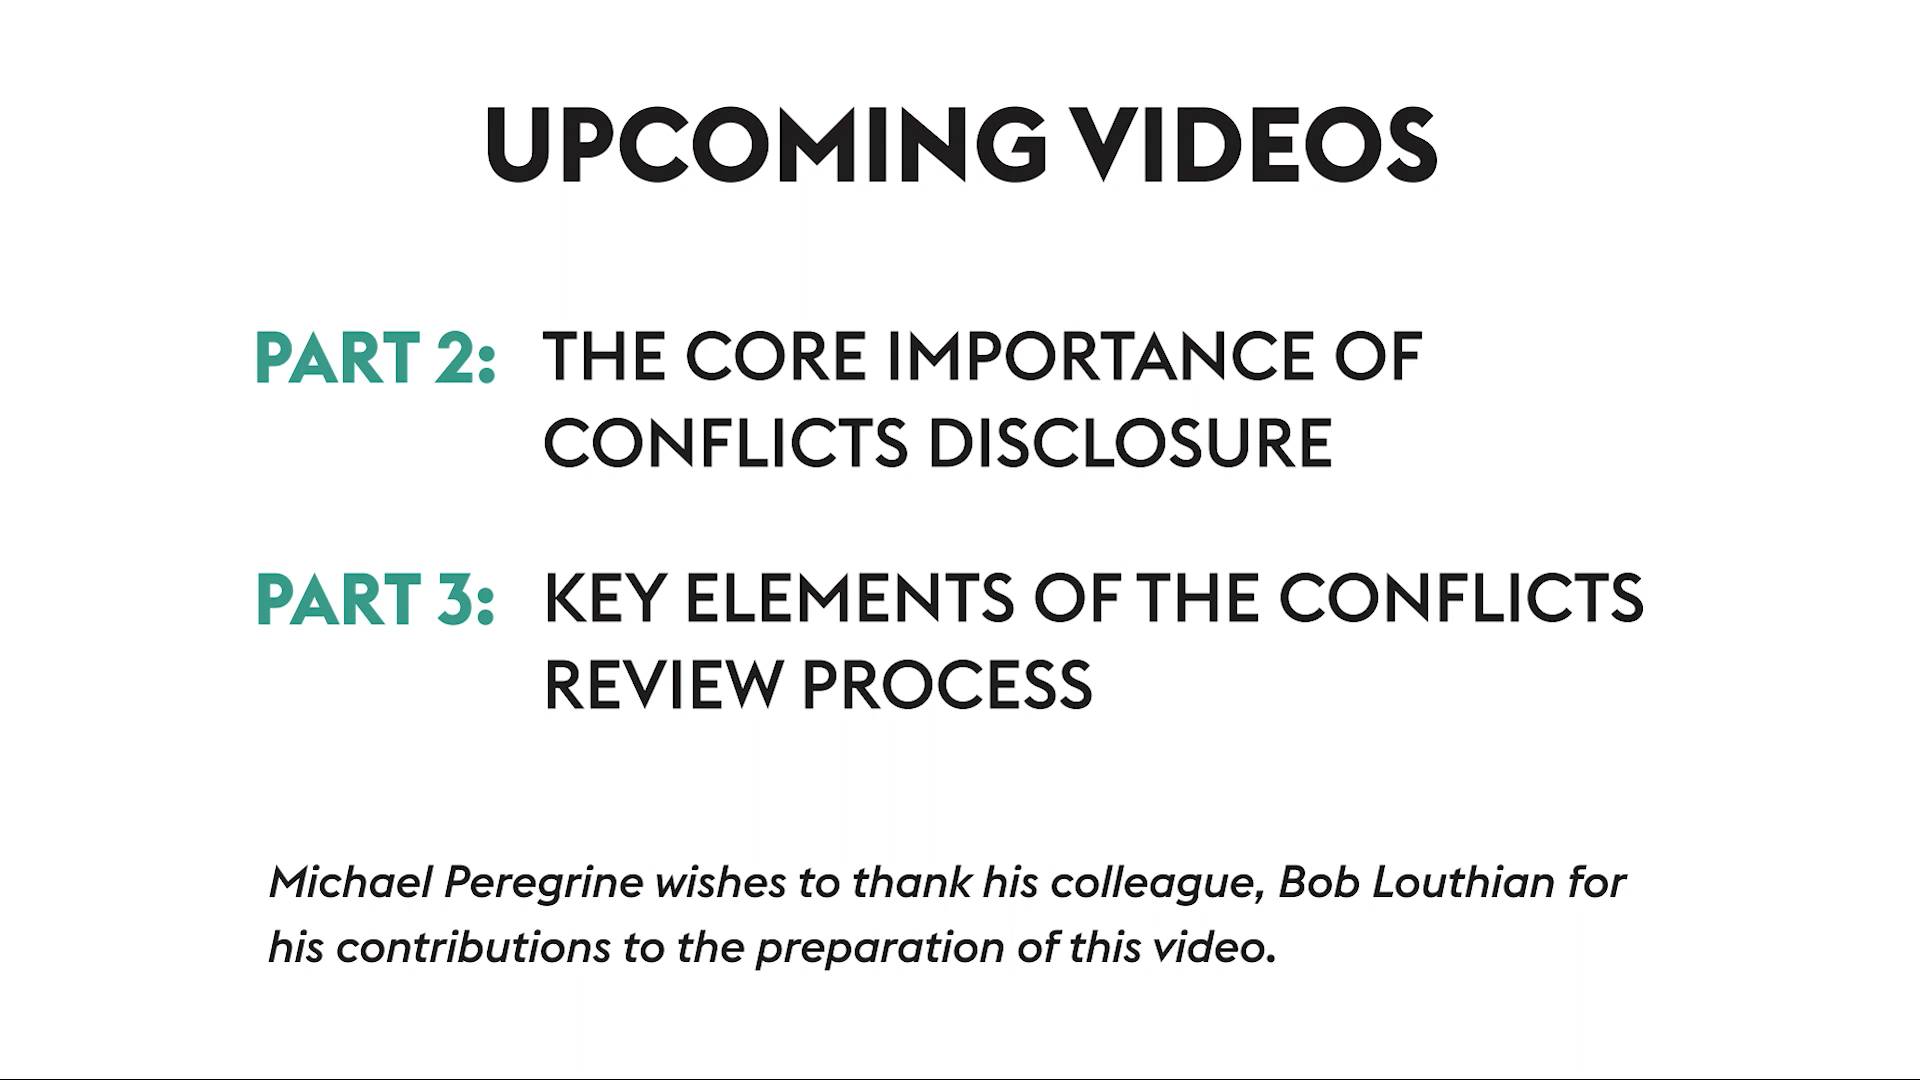 UPCOMING VIDEOS
PART 2: THE CORE IMPORTANCE OF
CONFLICTS DISCLOSURE
PART 3: KEY ELEMENTS OF THE CONFLICTS
REVIEW PROCESS
Michael Peregrine wishes to thank his colleague, Bob Louthian for
his contributions to the preparation of this video.